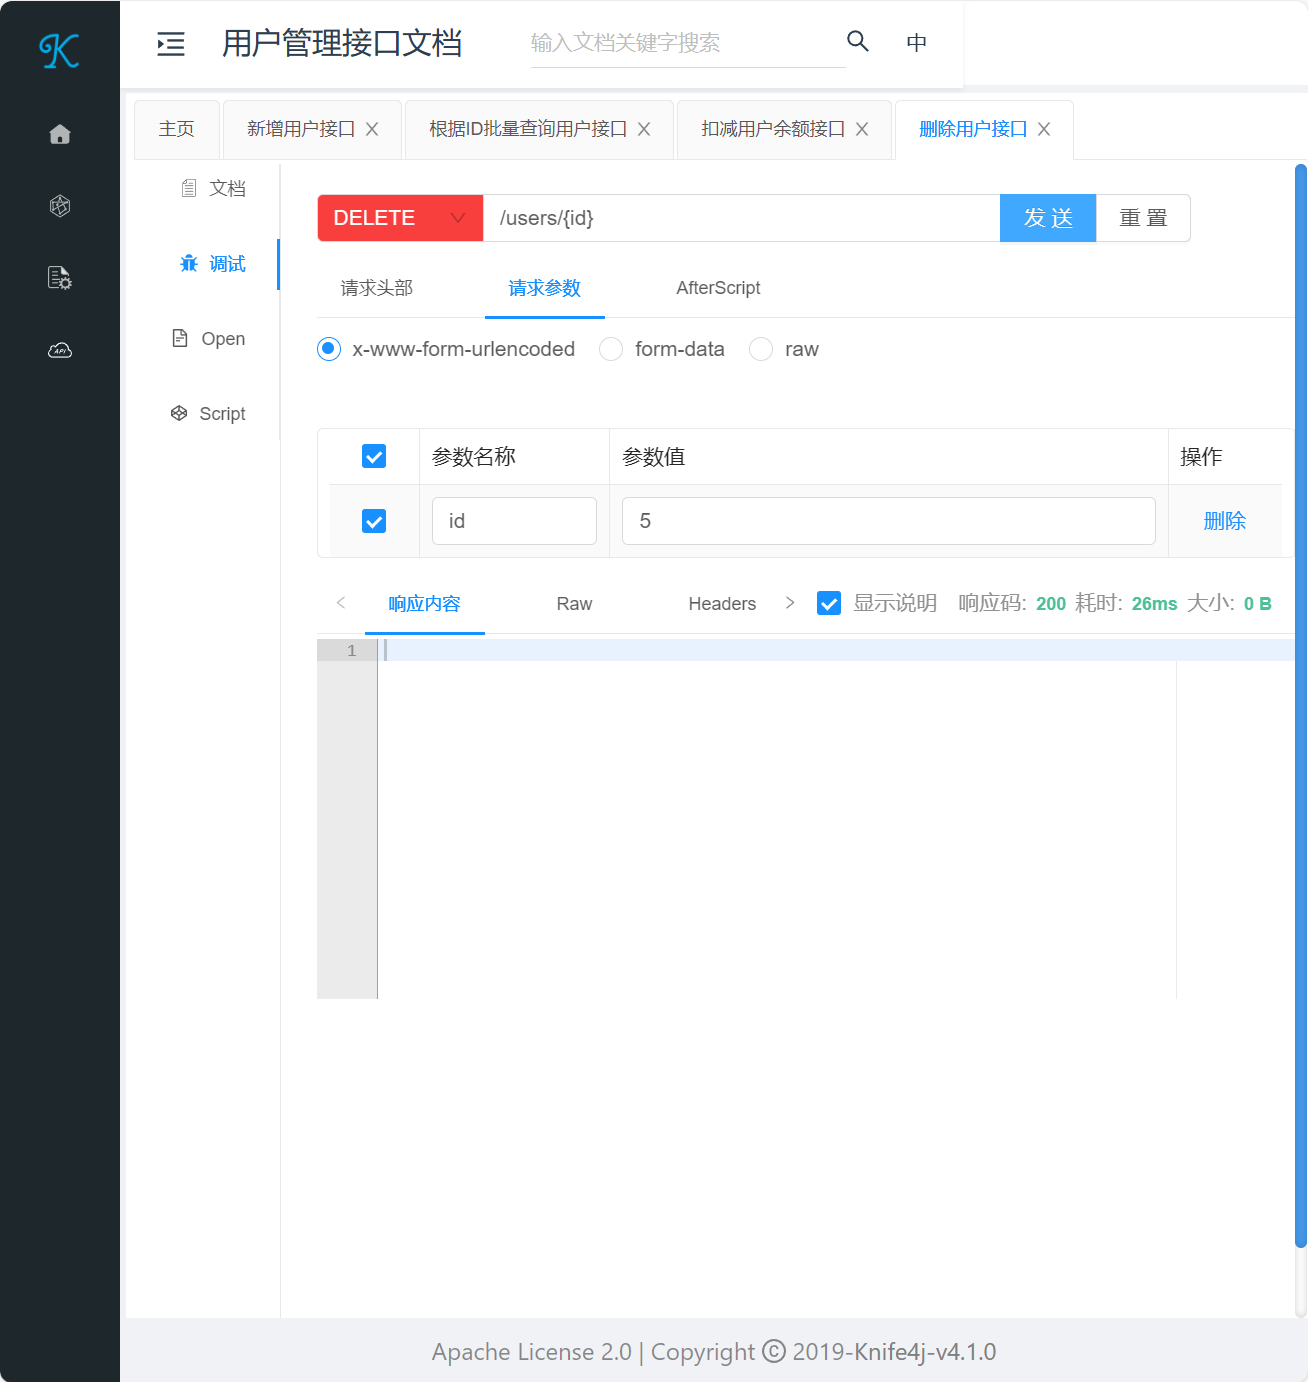 K
用户管理接口文档
输入文档关键字搜索
中
主页
新增用户接口
根据ID批量查询用户接口
扣减用户余额接口
删除用户接口
文档
调试
Open
Script
API
DELETE
/users/{id}
发 送
重 置
请求头部
请求参数
AfterScript
x-www-form-urlencoded
form-data
raw
参数名称
参数值
操作
id
5
删除
响应内容
Raw
Headers
显示说明
响应码: 200 耗时: 26ms 大小: 0 B
1
Apache License 2.0 | Copyright © 2019-Knife4j-v4.1.0